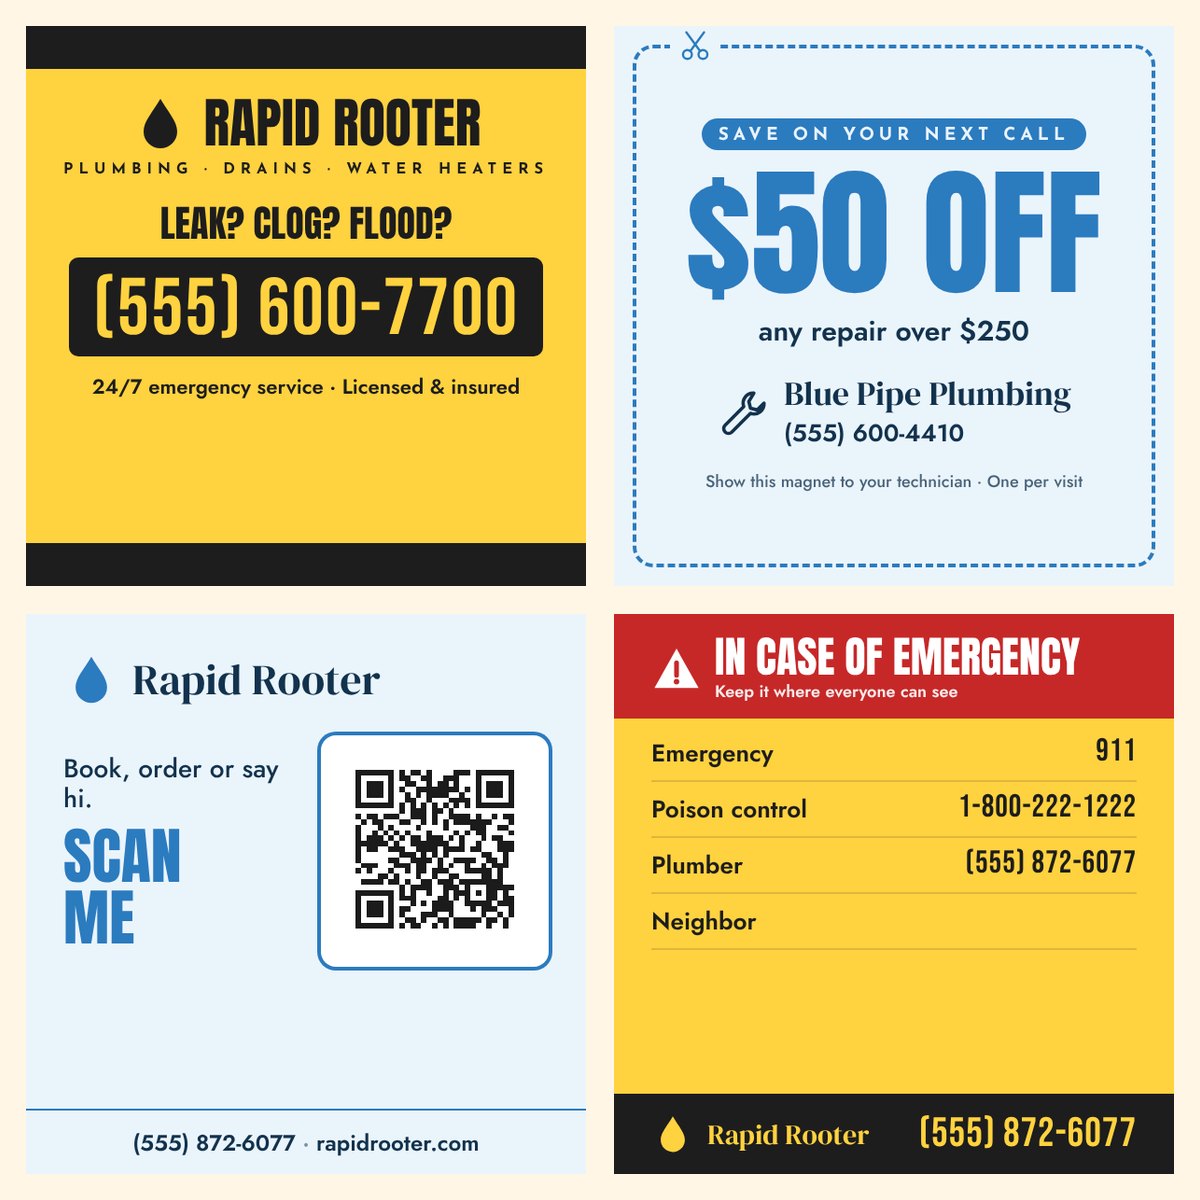 RAPID ROOTER
PLUMBING · DRAINS · WATER HEATERS
LEAK? CLOG? FLOOD?
(555) 600-7700
24/7 emergency service · Licensed & insured
SAVE ON YOUR NEXT CALL
$50 OFF
any repair over $250
Blue Pipe Plumbing
(555) 600-4410
Show this magnet to your technician · One per visit
Rapid Rooter
Book, order or say
hi.
SCAN
ME
(555) 872-6077 · rapidrooter.com
IN CASE OF EMERGENCY
Keep it where everyone can see
Emergency 911
Poison control 1-800-222-1222
Plumber (555) 872-6077
Neighbor
Rapid Rooter (555) 872-6077